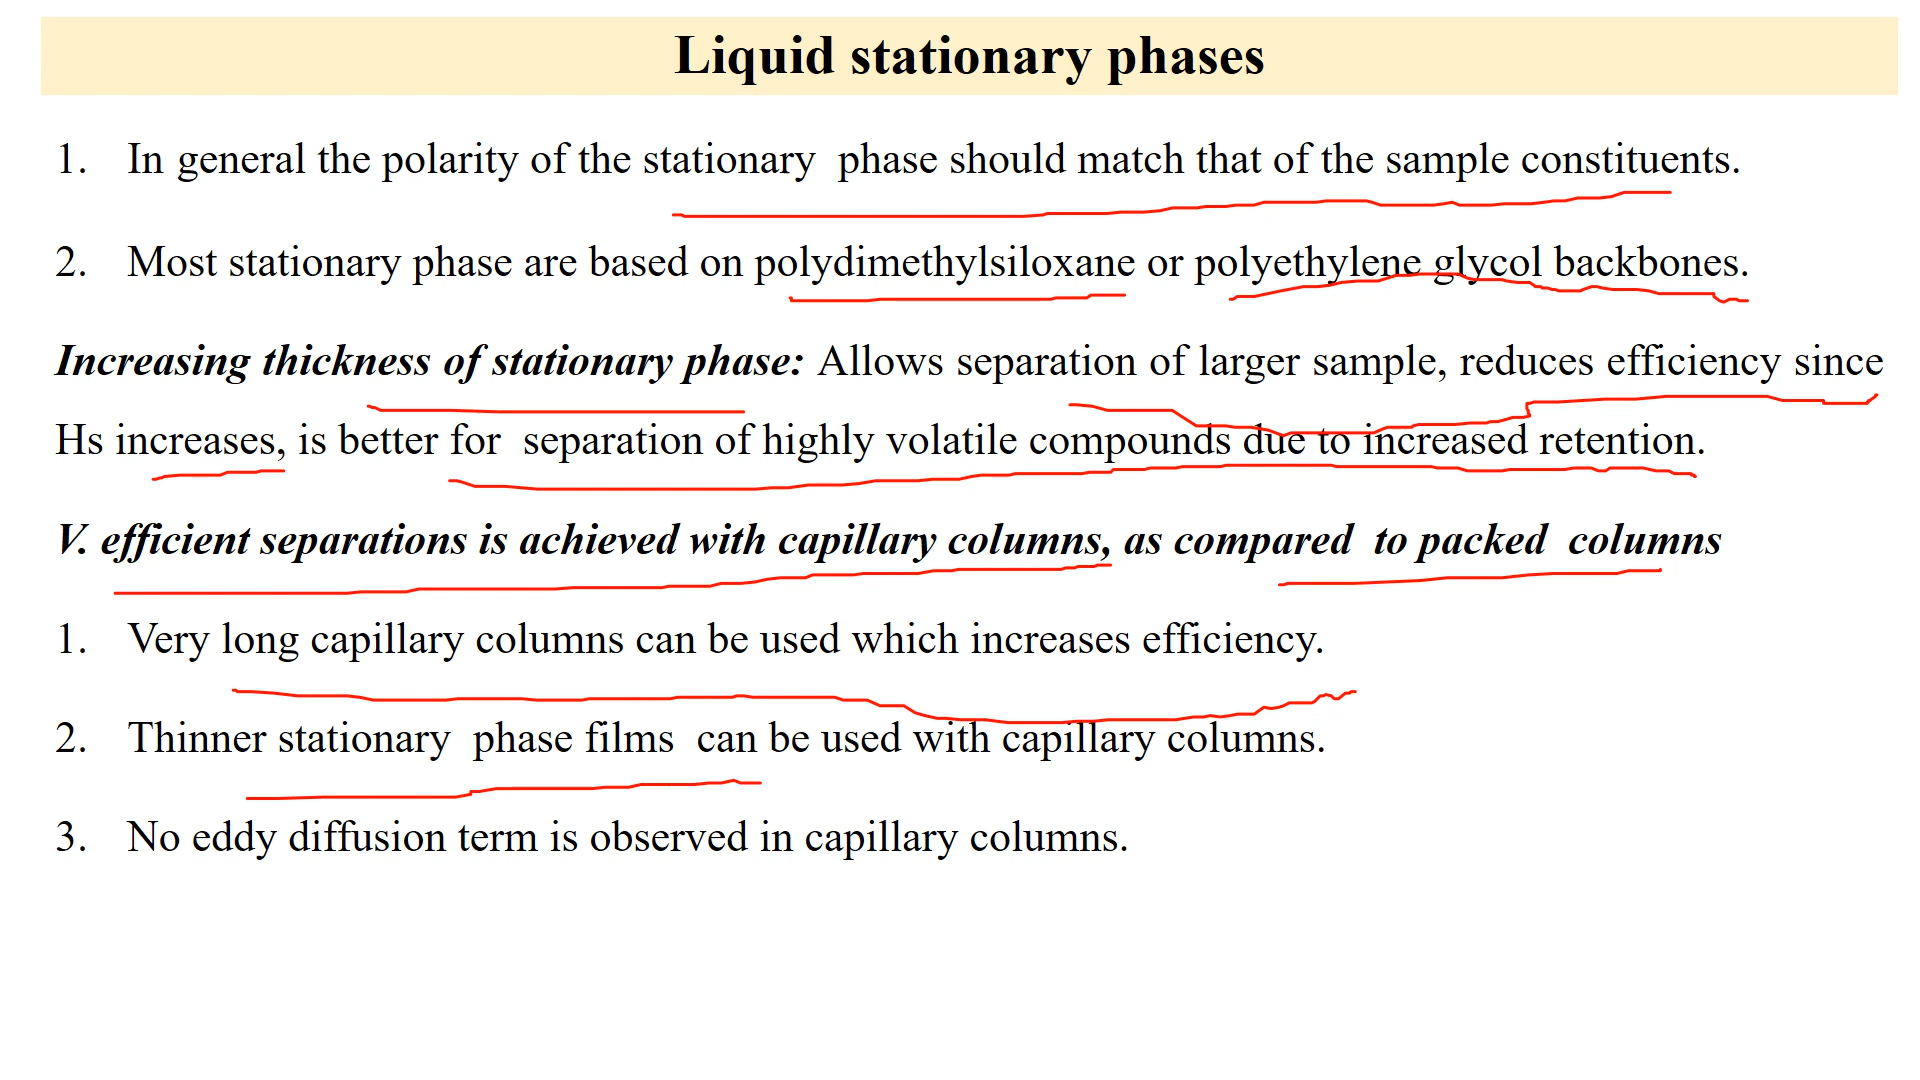 Liquid stationary phases
1. In general the polarity of the stationary phase should match that of the sample constituents.
2. Most stationary phase are based on polydimethylsiloxane or polyethylene glycol backbones.
Increasing thickness of stationary phase: Allows separation of larger sample, reduces efficiency since
Hs increases, is better for separation of highly volatile compounds due to increased retention.
V. efficient separations is achieved with capillary columns, as compared to packed columns
1. Very long capillary columns can be used which increases efficiency.
2. Thinner stationary phase films can be used with capillary columns.
3. No eddy diffusion term is observed in capillary columns.